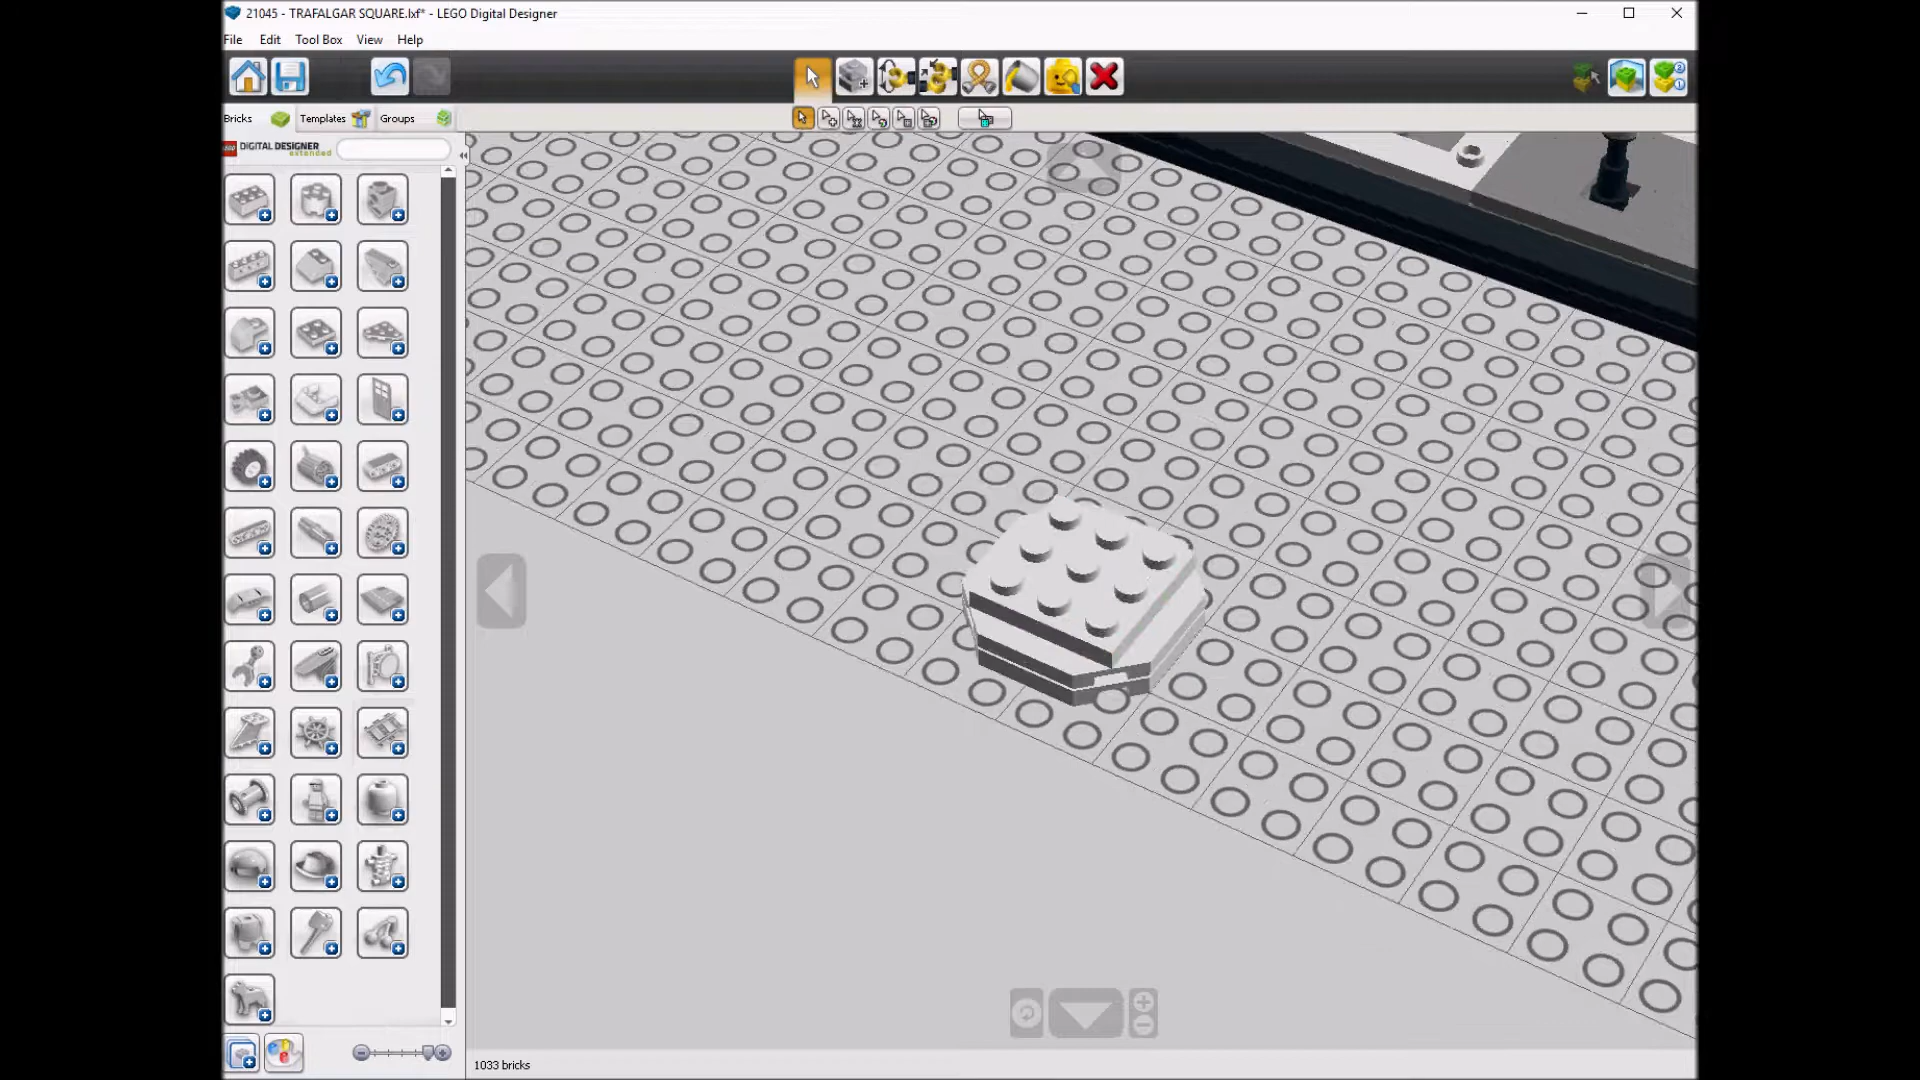 21045 - TRAFALGAR SQUARE.lxf* - LEGO Digital Designer
File Edit Tool Box View Help
Bricks Templates Groups
LEGO DIGITAL DESIGNER
extended
1033 bricks